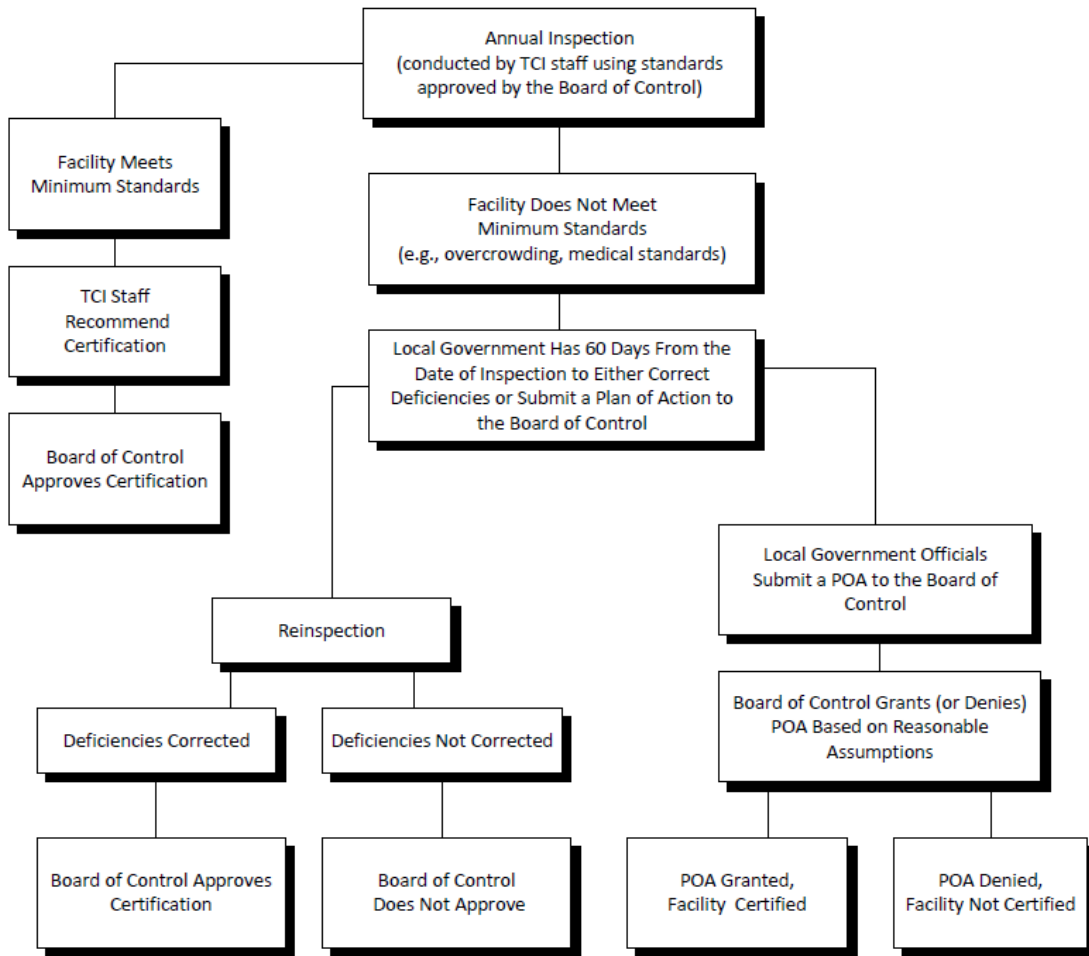 Annual Inspection
(conducted by TCI staff using standards
approved by the Board of Control)
Facility Meets
Minimum Standards
Facility Does Not Meet
Minimum Standards
(e.g., overcrowding, medical standards)
TCI Staff
Recommend
Certification
Local Government Has 60 Days From the
Date of Inspection to Either Correct
Deficiencies or Submit a Plan of Action to
the Board of Control
Board of Control
Approves Certification
Local Government Officials
Submit a POA to the Board of
Control
Reinspection
Board of Control Grants (or Denies)
POA Based on Reasonable
Assumptions
Deficiencies Corrected
Deficiencies Not Corrected
Board of Control Approves
Certification
Board of Control
Does Not Approve
POA Granted,
Facility Certified
POA Denied,
Facility Not Certified